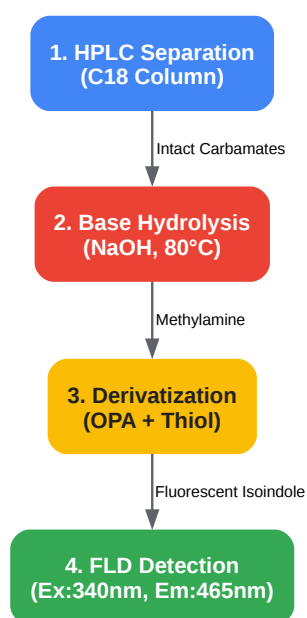 1. HPLC Separation
(C18 Column)
Intact Carbamates
2. Base Hydrolysis
(NaOH, 80°C)
Methylamine
3. Derivatization
(OPA + Thiol)
Fluorescent Isoindole
4. FLD Detection
(Ex:340nm, Em:465nm)